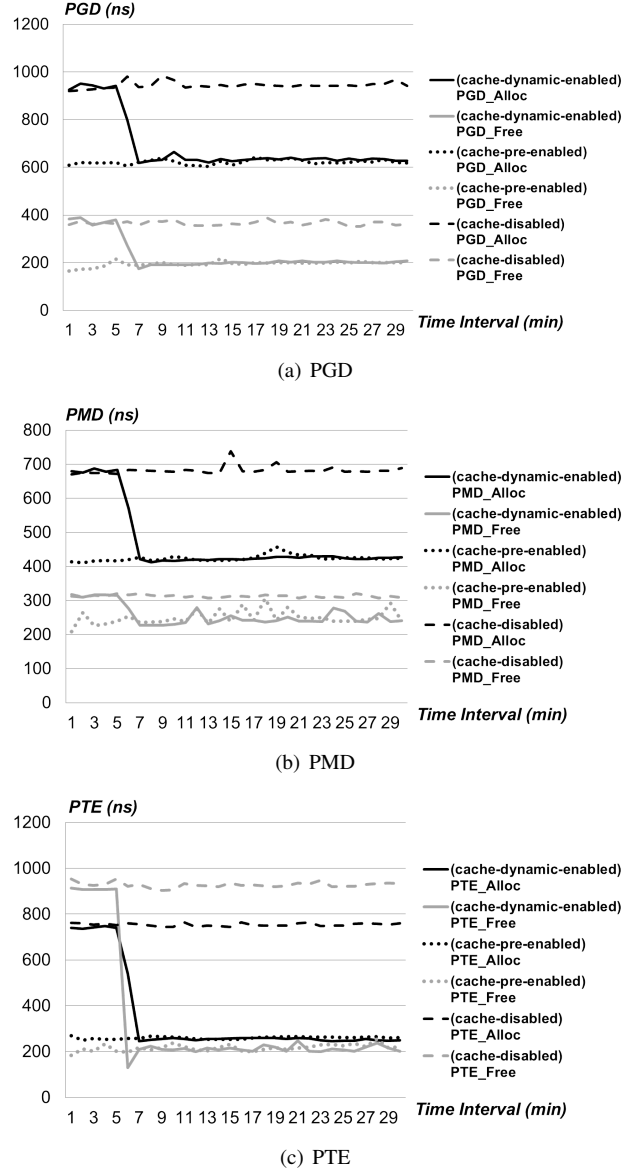 PGD (ns)
1200
1000
800
600
400
200
0
1 3 5 7 9 11 13 15 17 19 21 23 25 27 29
Time Interval (min)
(cache-dynamic-enabled)
PGD_Alloc
(cache-dynamic-enabled)
PGD_Free
(cache-pre-enabled)
PGD_Alloc
(cache-pre-enabled)
PGD_Free
(cache-disabled)
PGD_Alloc
(cache-disabled)
PGD_Free
(a) PGD
PMD (ns)
800
700
600
500
400
300
200
100
0
1 3 5 7 9 11 13 15 17 19 21 23 25 27 29
Time Interval (min)
(cache-dynamic-enabled)
PMD_Alloc
(cache-dynamic-enabled)
PMD_Free
(cache-pre-enabled)
PMD_Alloc
(cache-pre-enabled)
PMD_Free
(cache-disabled)
PMD_Alloc
(cache-disabled)
PMD_Free
(b) PMD
PTE (ns)
1200
1000
800
600
400
200
0
1 3 5 7 9 11 13 15 17 19 21 23 25 27 29
Time Interval (min)
(cache-dynamic-enabled)
PTE_Alloc
(cache-dynamic-enabled)
PTE_Free
(cache-pre-enabled)
PTE_Alloc
(cache-pre-enabled)
PTE_Free
(cache-disabled)
PTE_Alloc
(cache-disabled)
PTE_Free
(c) PTE